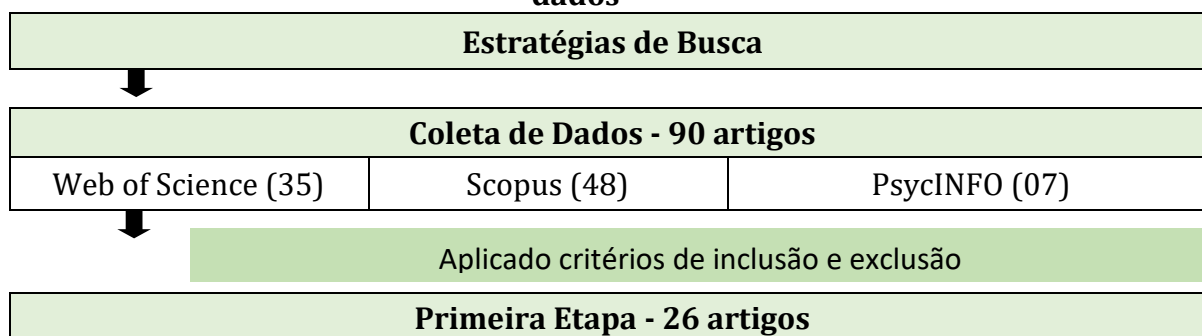 dados
Estratégias de Busca
Coleta de Dados - 90 artigos
Web of Science (35) Scopus (48) PsycINFO (07)
Aplicado critérios de inclusão e exclusão
Primeira Etapa - 26 artigos